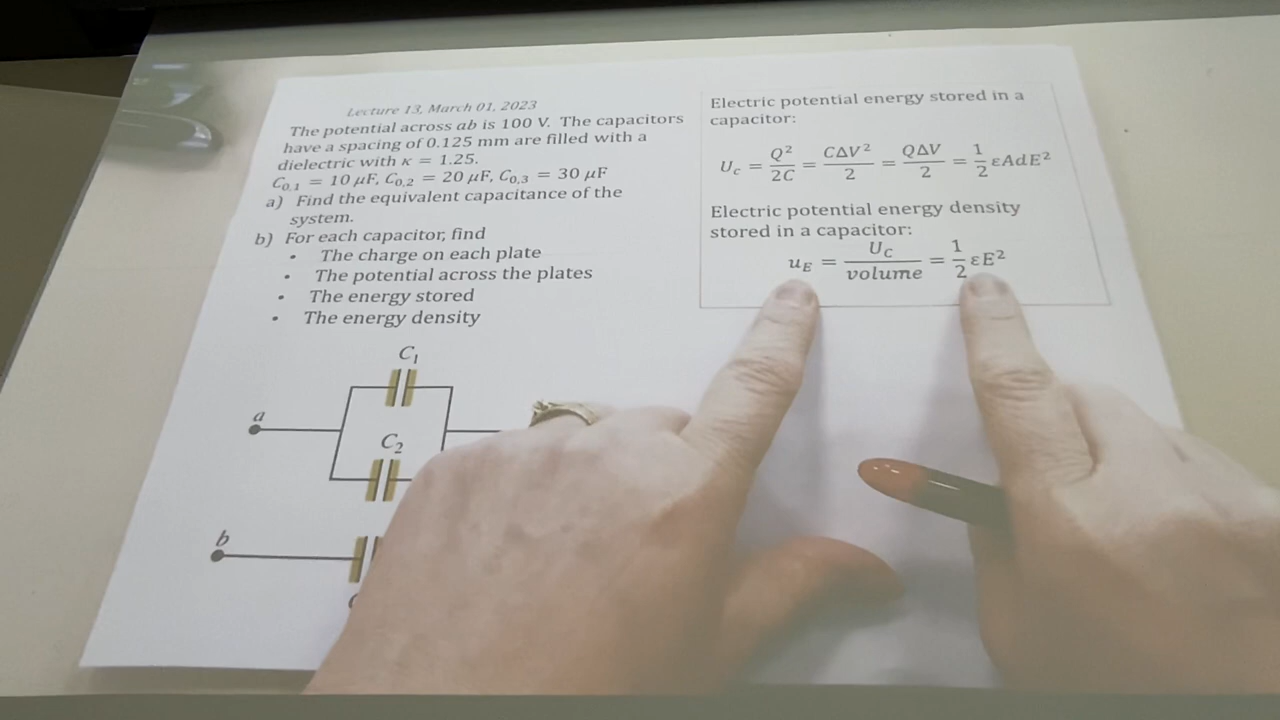 Lecture 13, March 01, 2023
The potential across ab is 100 V. The capacitors
have a spacing of 0.125 mm are filled with a
dielectric with κ = 1.25.
C₀,₁ = 10 μF, C₀,₂ = 20 μF, C₀,₃ = 30 μF
a) Find the equivalent capacitance of the
system.
b) For each capacitor, find
• The charge on each plate
• The potential across the plates
• The energy stored
• The energy density
C₁
a
C₂
b
Electric potential energy stored in a
capacitor:
U_c = Q²/2C = CΔV²/2 = QΔV/2 = 1/2 εAdE²
Electric potential energy density
stored in a capacitor:
u_E = U_C/volume = 1/2 εE²